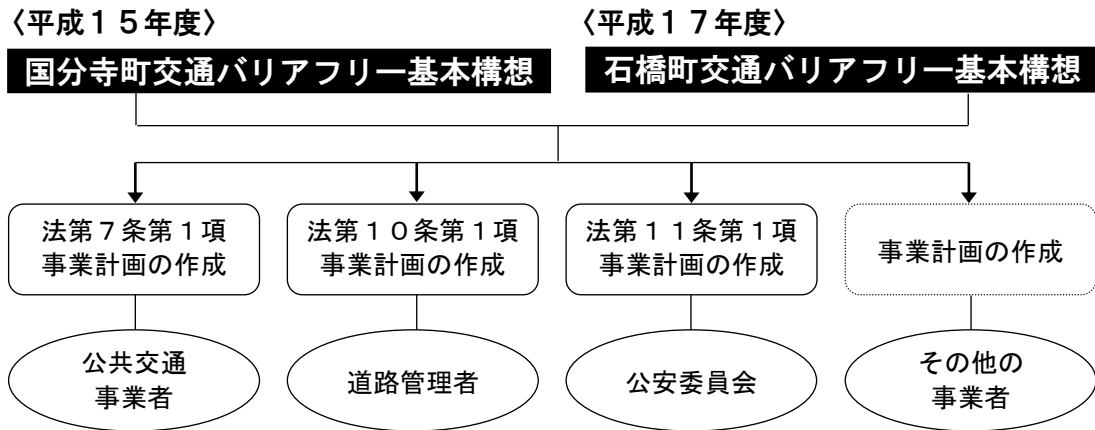 〈平成１５年度〉
〈平成１７年度〉
国分寺町交通バリアフリー基本構想
石橋町交通バリアフリー基本構想
法第７条第１項
事業計画の作成
法第１０条第１項
事業計画の作成
法第１１条第１項
事業計画の作成
事業計画の作成
公共交通
事業者
道路管理者
公安委員会
その他の
事業者